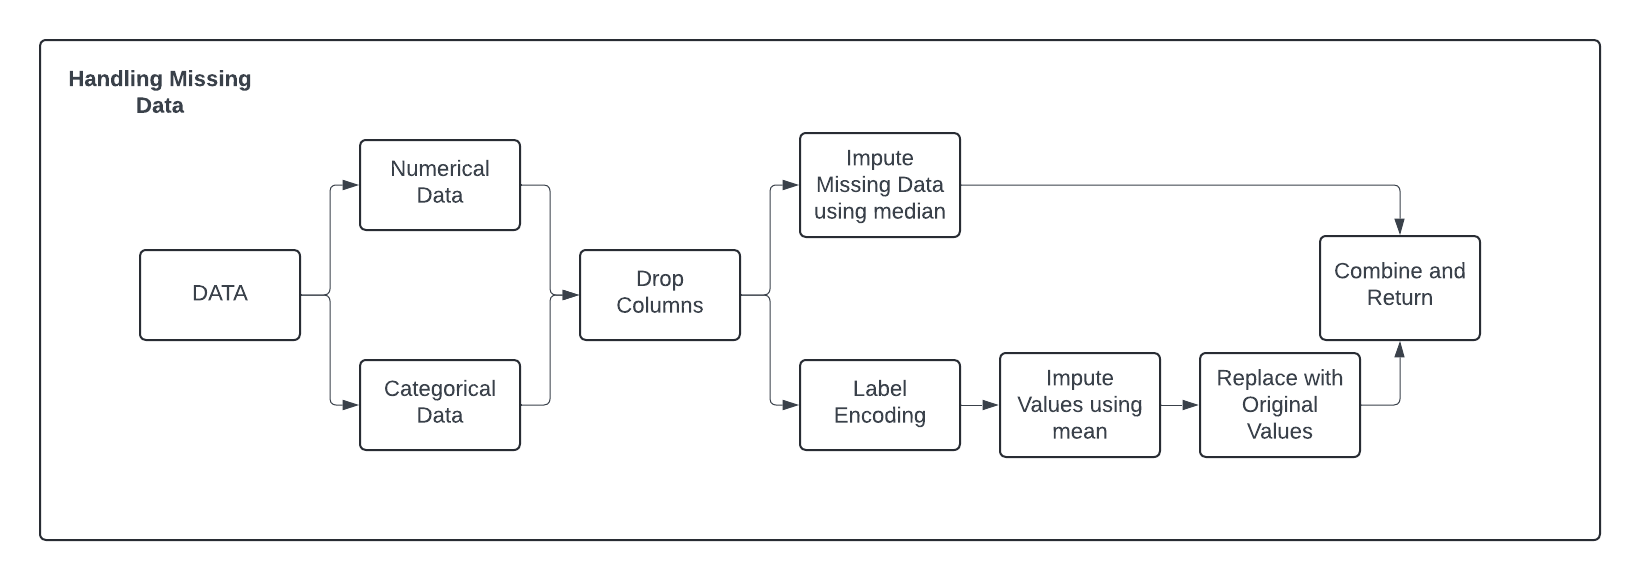 Handling Missing
Data
DATA
Numerical
Data
Categorical
Data
Drop
Columns
Impute
Missing Data
using median
Label
Encoding
Impute
Values using
mean
Replace with
Original
Values
Combine and
Return